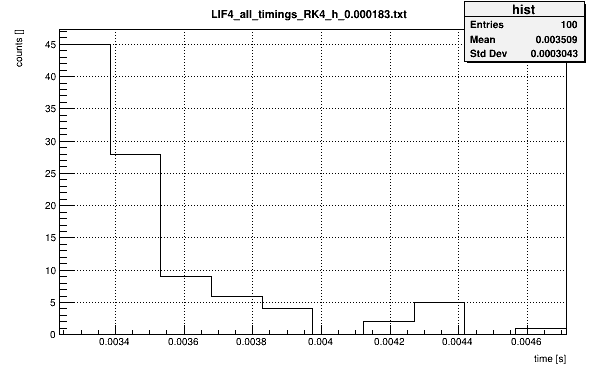 LIF4_all_timings_RK4_h_0.000183.txt
hist
Entries 100
Mean 0.003509
Std Dev 0.0003043
counts []
45
40
35
30
25
20
15
10
5
0
0.0034 0.0036 0.0038 0.004 0.0042 0.0044 0.0046
time [s]